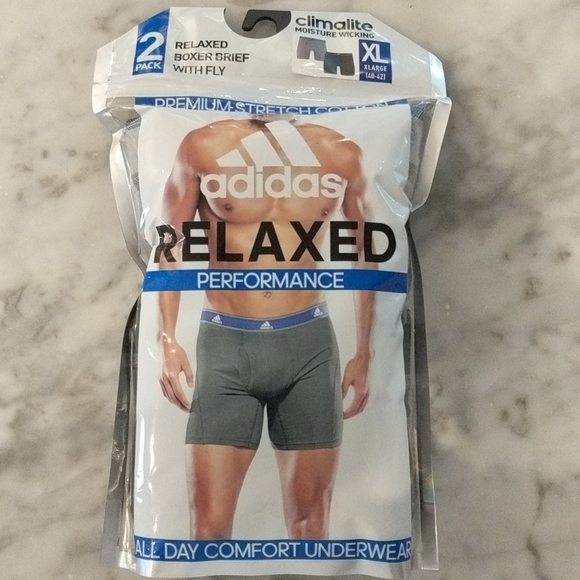 2
PACK
RELAXED
BOXER BRIEF
WITH FLY
climalite
MOISTURE WICKING
XL
XLARGE
(40-42)
PREMIUM STRETCH COTTON
adidas
RELAXED
PERFORMANCE
ALL DAY COMFORT UNDERWEAR